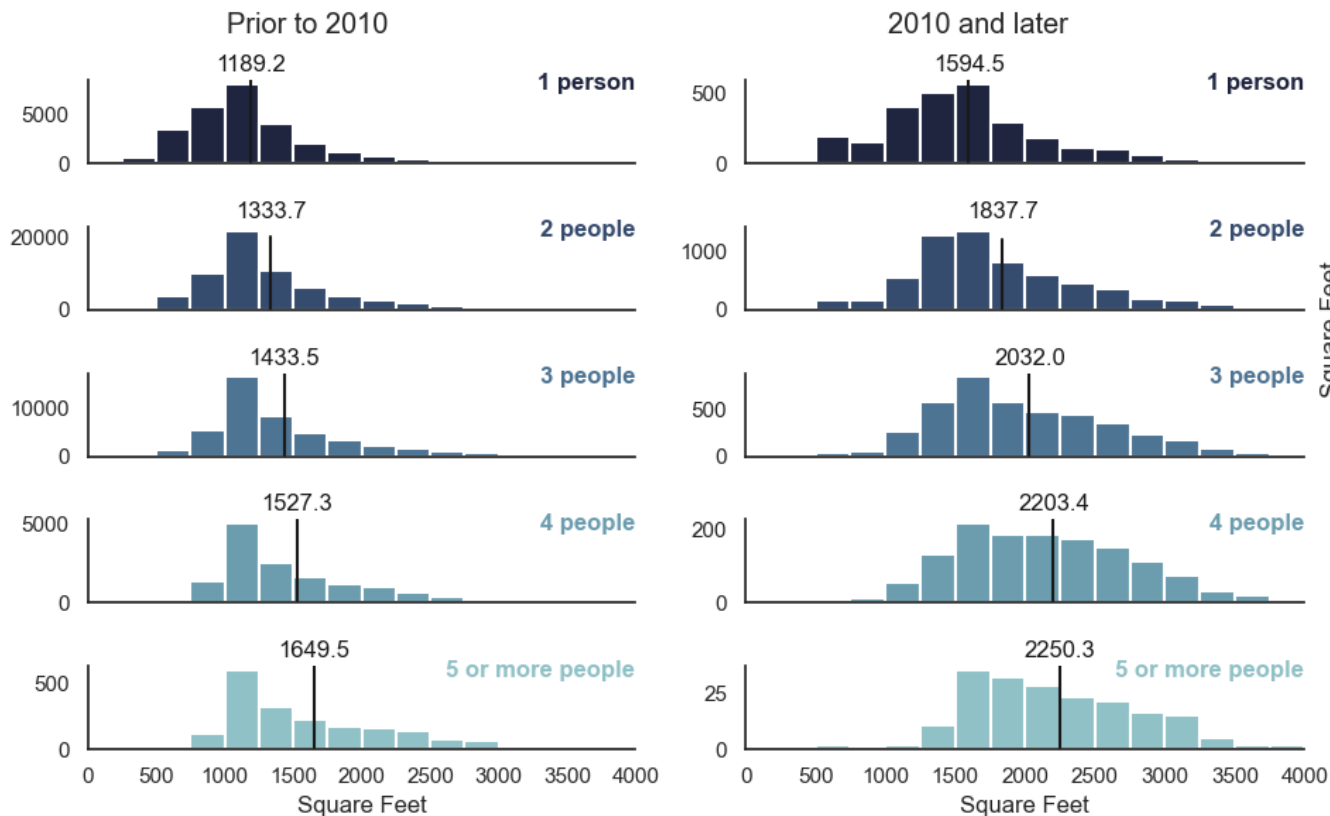 Prior to 2010
1189.2
1 person
5000
0
1333.7
2 people
20000
0
1433.5
3 people
10000
0
1527.3
4 people
5000
0
1649.5
5 or more people
500
0
0 500 1000 1500 2000 2500 3000 3500 4000
Square Feet
2010 and later
1594.5
1 person
500
0
1837.7
2 people
1000
0
2032.0
3 people
500
0
2203.4
4 people
200
0
2250.3
5 or more people
25
0
0 500 1000 1500 2000 2500 3000 3500 4000
Square Feet
Square Feet